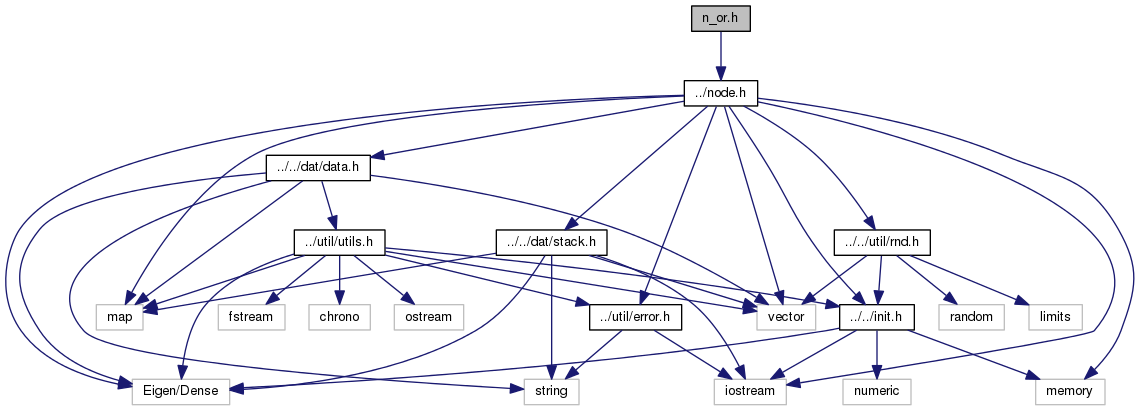 n_or.h
../node.h
../../dat/data.h
../util/utils.h
../../dat/stack.h
../../util/rnd.h
map
fstream
chrono
ostream
../util/error.h
vector
../../init.h
random
limits
Eigen/Dense
string
iostream
numeric
memory